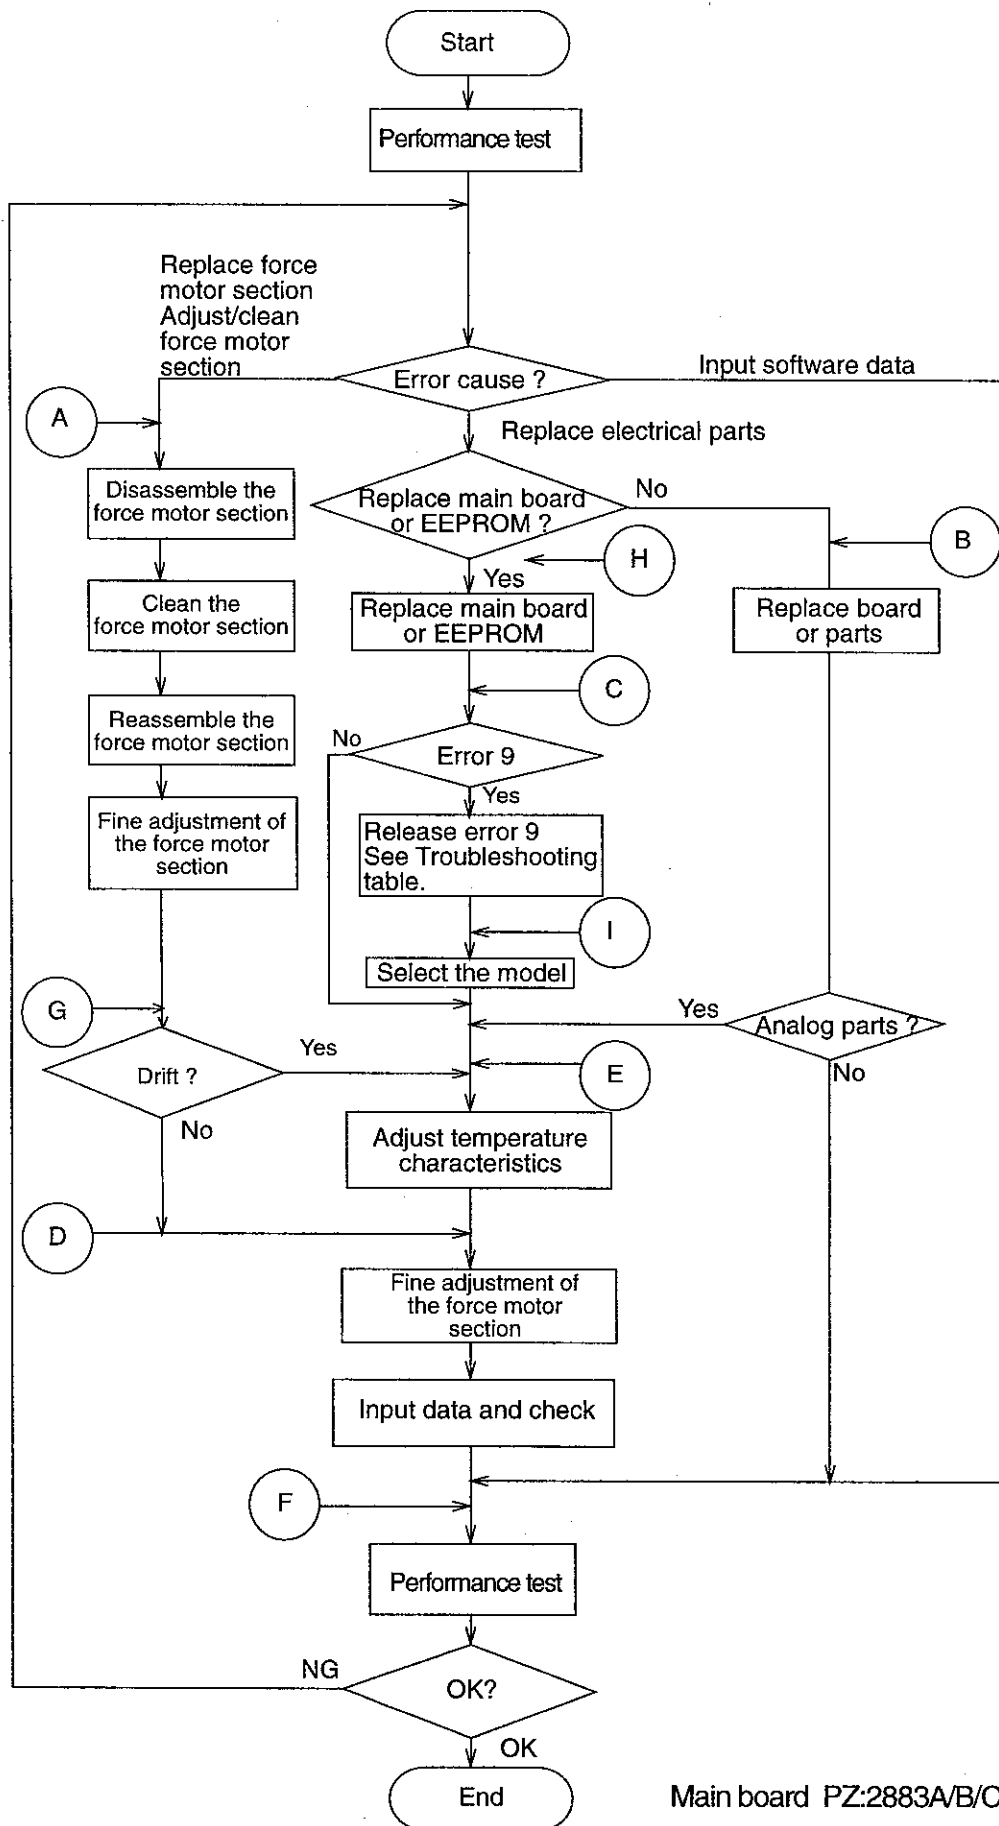 Start
Performance test
Replace force
motor section
Adjust/clean
force motor
section
Error cause ?
Input software data
A
Replace electrical parts
Disassemble the
force motor section
Replace main board
or EEPROM ?
No
B
H
Yes
Clean the
force motor section
Replace main board
or EEPROM
Replace board
or parts
C
Reassemble the
force motor section
No
Error 9
Yes
Fine adjustment of
the force motor
section
Release error 9
See Troubleshooting
table.
I
Select the model
G
Yes
Analog parts ?
Drift ?
Yes
E
No
No
Adjust temperature
characteristics
D
Fine adjustment of
the force motor
section
Input data and check
F
Performance test
NG
OK?
OK
End
Main board PZ:2883A/B/C